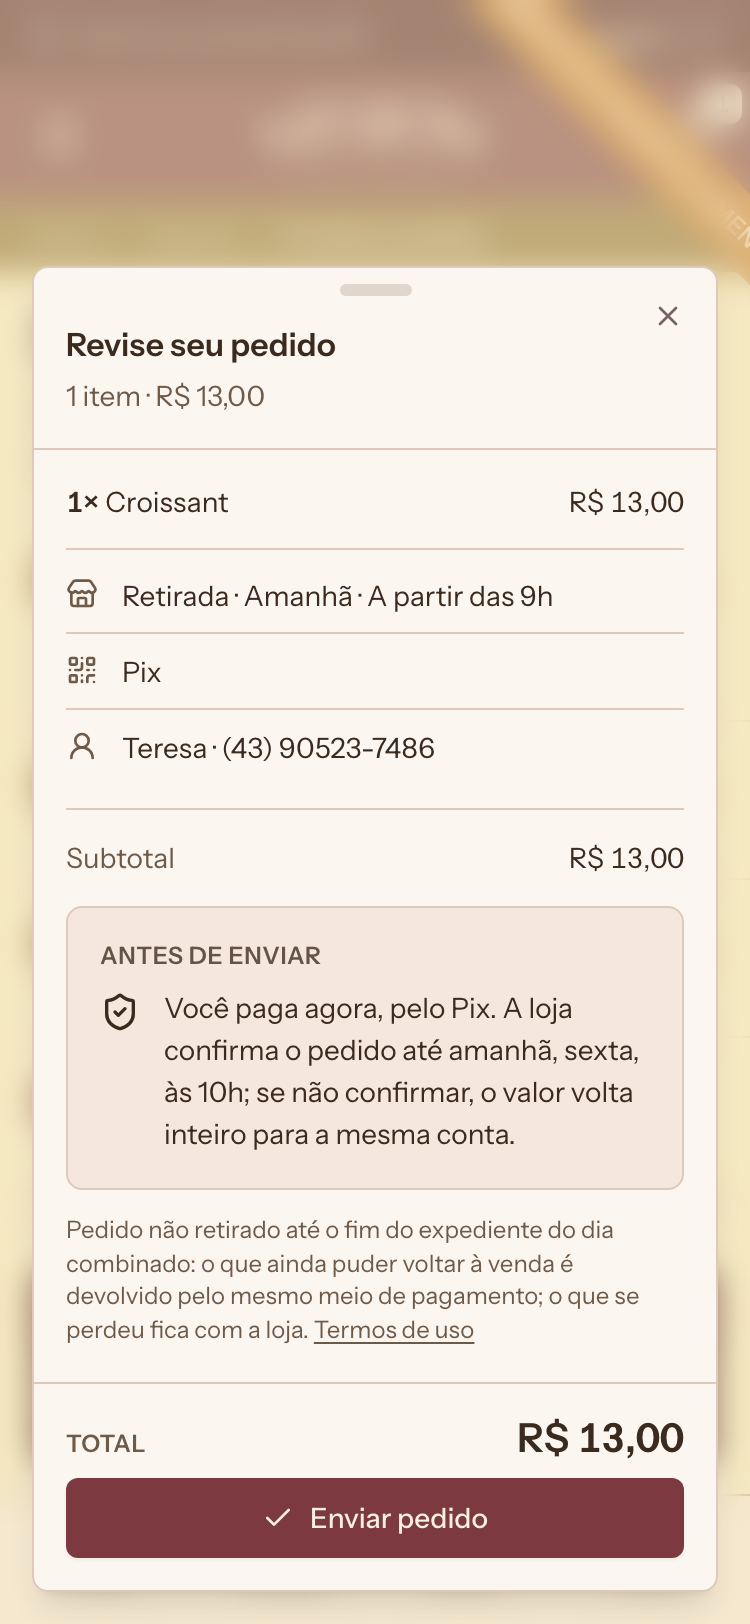 Revise seu pedido
1 item · R$ 13,00
1× Croissant R$ 13,00
Retirada · Amanhã · A partir das 9h
Pix
Teresa · (43) 90523-7486
Subtotal R$ 13,00
ANTES DE ENVIAR
Você paga agora, pelo Pix. A loja
confirma o pedido até amanhã, sexta,
às 10h; se não confirmar, o valor volta
inteiro para a mesma conta.
Pedido não retirado até o fim do expediente do dia
combinado: o que ainda puder voltar à venda é
devolvido pelo mesmo meio de pagamento; o que se
perdeu fica com a loja. Termos de uso
TOTAL R$ 13,00
Enviar pedido